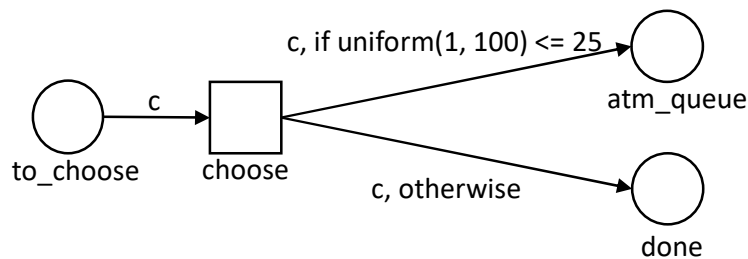 c, if uniform(1, 100) <= 25
atm_queue
c
to_choose
choose
c, otherwise
done